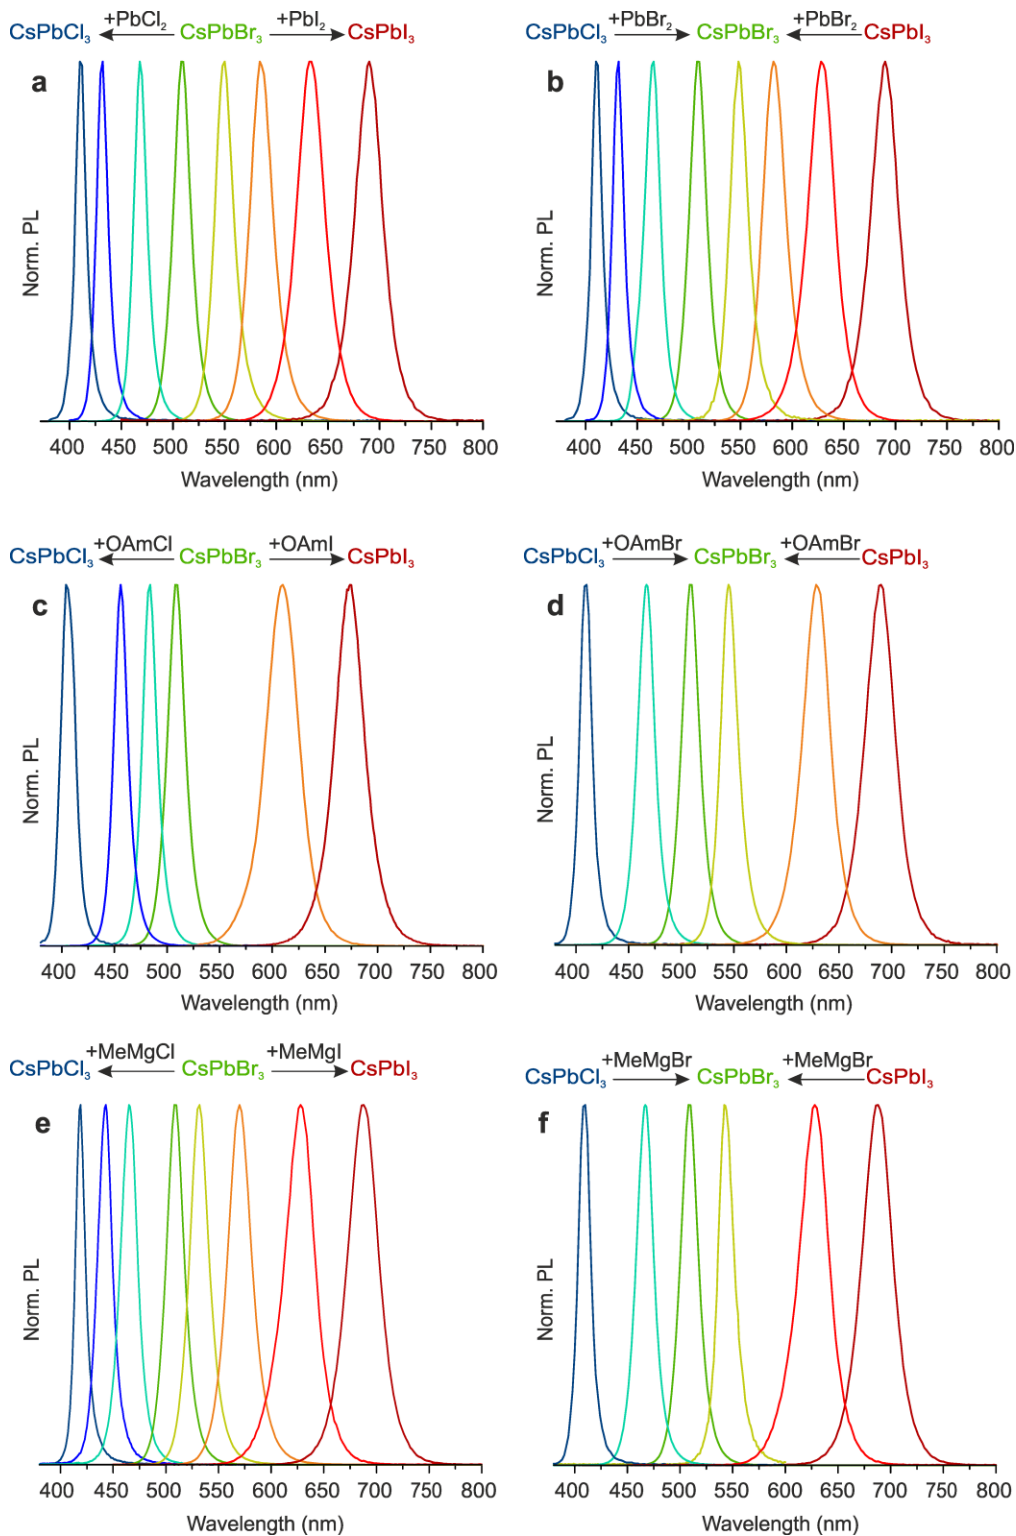 CsPbCl₃ +PbCl₂ CsPbBr₃ +PbI₂ CsPbI₃
a
Norm. PL
400 450 500 550 600 650 700 750 800
Wavelength (nm)
CsPbCl₃ +PbBr₂ CsPbBr₃ +PbBr₂ CsPbI₃
b
Norm. PL
400 450 500 550 600 650 700 750 800
Wavelength (nm)
CsPbCl₃ +OAmCl CsPbBr₃ +OAmI CsPbI₃
c
Norm. PL
400 450 500 550 600 650 700 750 800
Wavelength (nm)
CsPbCl₃ +OAmBr CsPbBr₃ +OAmBr CsPbI₃
d
Norm. PL
400 450 500 550 600 650 700 750 800
Wavelength (nm)
CsPbCl₃ +MeMgCl CsPbBr₃ +MeMgI CsPbI₃
e
Norm. PL
400 450 500 550 600 650 700 750 800
Wavelength (nm)
CsPbCl₃ +MeMgBr CsPbBr₃ +MeMgBr CsPbI₃
f
Norm. PL
400 450 500 550 600 650 700 750 800
Wavelength (nm)